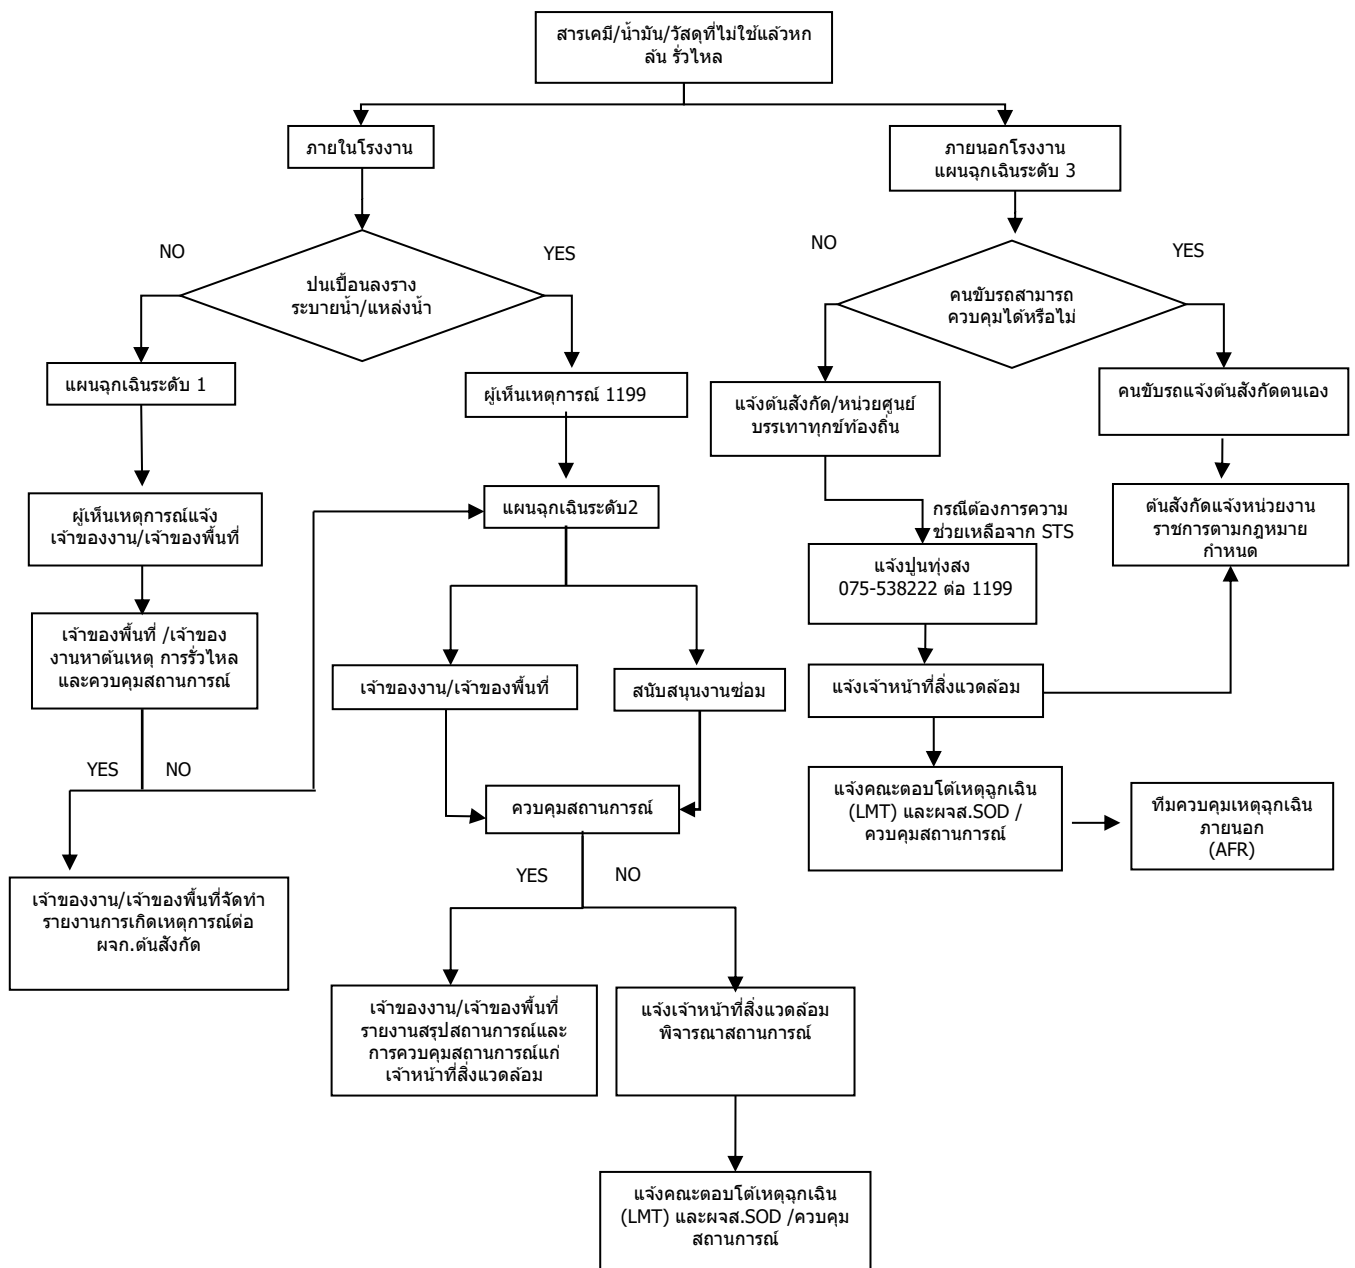 สารเคมี/น้ำมัน/วัสดุที่ไม่ใช้แล้วหก
ล้น รั่วไหล
ภายในโรงงาน
ภายนอกโรงงาน
แผนฉุกเฉินระดับ 3
NO
YES
ปนเปื้อนลงราง
ระบายน้ำ/แหล่งน้ำ
NO
YES
คนขับรถสามารถ
ควบคุมได้หรือไม่
แผนฉุกเฉินระดับ 1
ผู้เห็นเหตุการณ์ 1199
แจ้งต้นสังกัด/หน่วยศูนย์
บรรเทาทุกข์ท้องถิ่น
คนขับรถแจ้งต้นสังกัดตนเอง
ผู้เห็นเหตุการณ์แจ้ง
เจ้าของงาน/เจ้าของพื้นที่
แผนฉุกเฉินระดับ2
กรณีต้องการความ
ช่วยเหลือจาก STS
ต้นสังกัดแจ้งหน่วยงาน
ราชการตามกฎหมาย
กำหนด
แจ้งปูนทุ่งสง
075-538222 ต่อ 1199
เจ้าของพื้นที่ /เจ้าของ
งานหาต้นเหตุ การรั่วไหล
และควบคุมสถานการณ์
เจ้าของงาน/เจ้าของพื้นที่
สนับสนุนงานซ่อม
แจ้งเจ้าหน้าที่สิ่งแวดล้อม
YES
NO
ควบคุมสถานการณ์
แจ้งคณะตอบโต้เหตุฉุกเฉิน
(LMT) และผจส.SOD /
ควบคุมสถานการณ์
ทีมควบคุมเหตุฉุกเฉิน
ภายนอก
(AFR)
YES
NO
เจ้าของงาน/เจ้าของพื้นที่จัดทำ
รายงานการเกิดเหตุการณ์ต่อ
ผจก.ต้นสังกัด
เจ้าของงาน/เจ้าของพื้นที่
รายงานสรุปสถานการณ์และ
การควบคุมสถานการณ์แก่
เจ้าหน้าที่สิ่งแวดล้อม
แจ้งเจ้าหน้าที่สิ่งแวดล้อม
พิจารณาสถานการณ์
แจ้งคณะตอบโต้เหตุฉุกเฉิน
(LMT) และผจส.SOD /ควบคุม
สถานการณ์